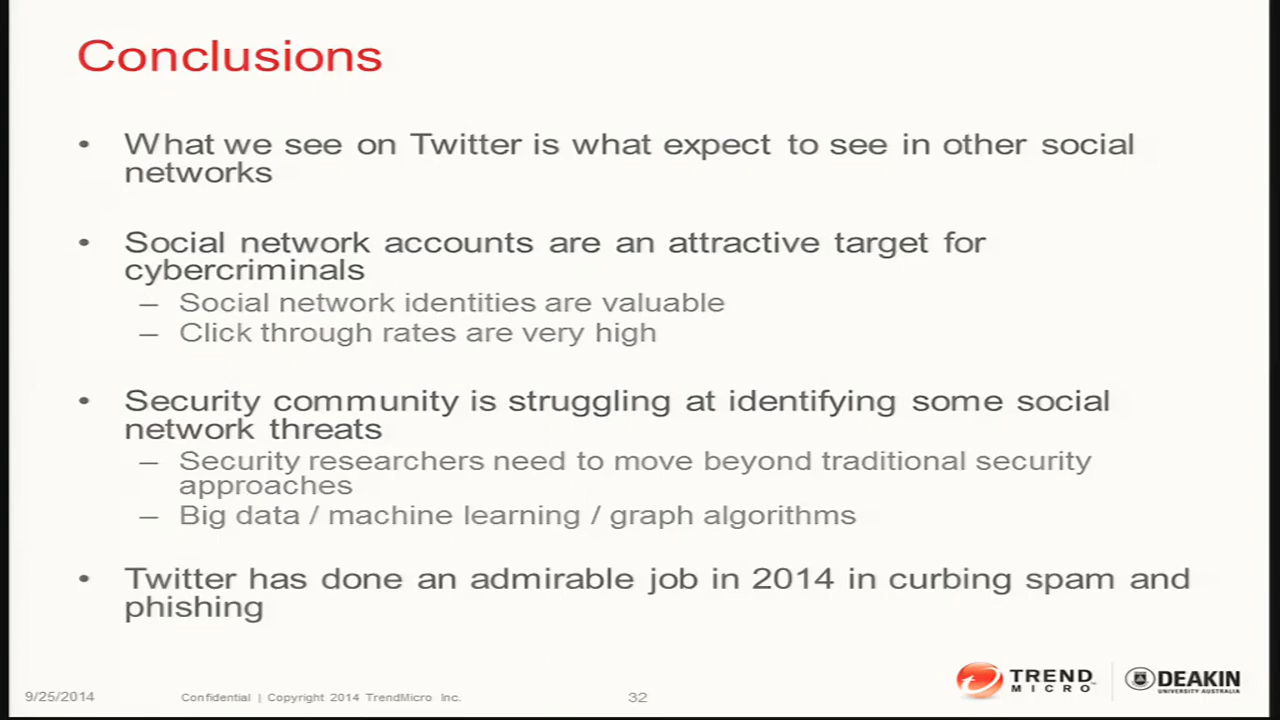 Conclusions
• What we see on Twitter is what expect to see in other social
networks
• Social network accounts are an attractive target for
cybercriminals
– Social network identities are valuable
– Click through rates are very high
• Security community is struggling at identifying some social
network threats
– Security researchers need to move beyond traditional security
approaches
– Big data / machine learning / graph algorithms
• Twitter has done an admirable job in 2014 in curbing spam and
phishing
9/25/2014
Confidential | Copyright 2014 TrendMicro Inc.
32
TREND
MICRO
DEAKIN
UNIVERSITY AUSTRALIA